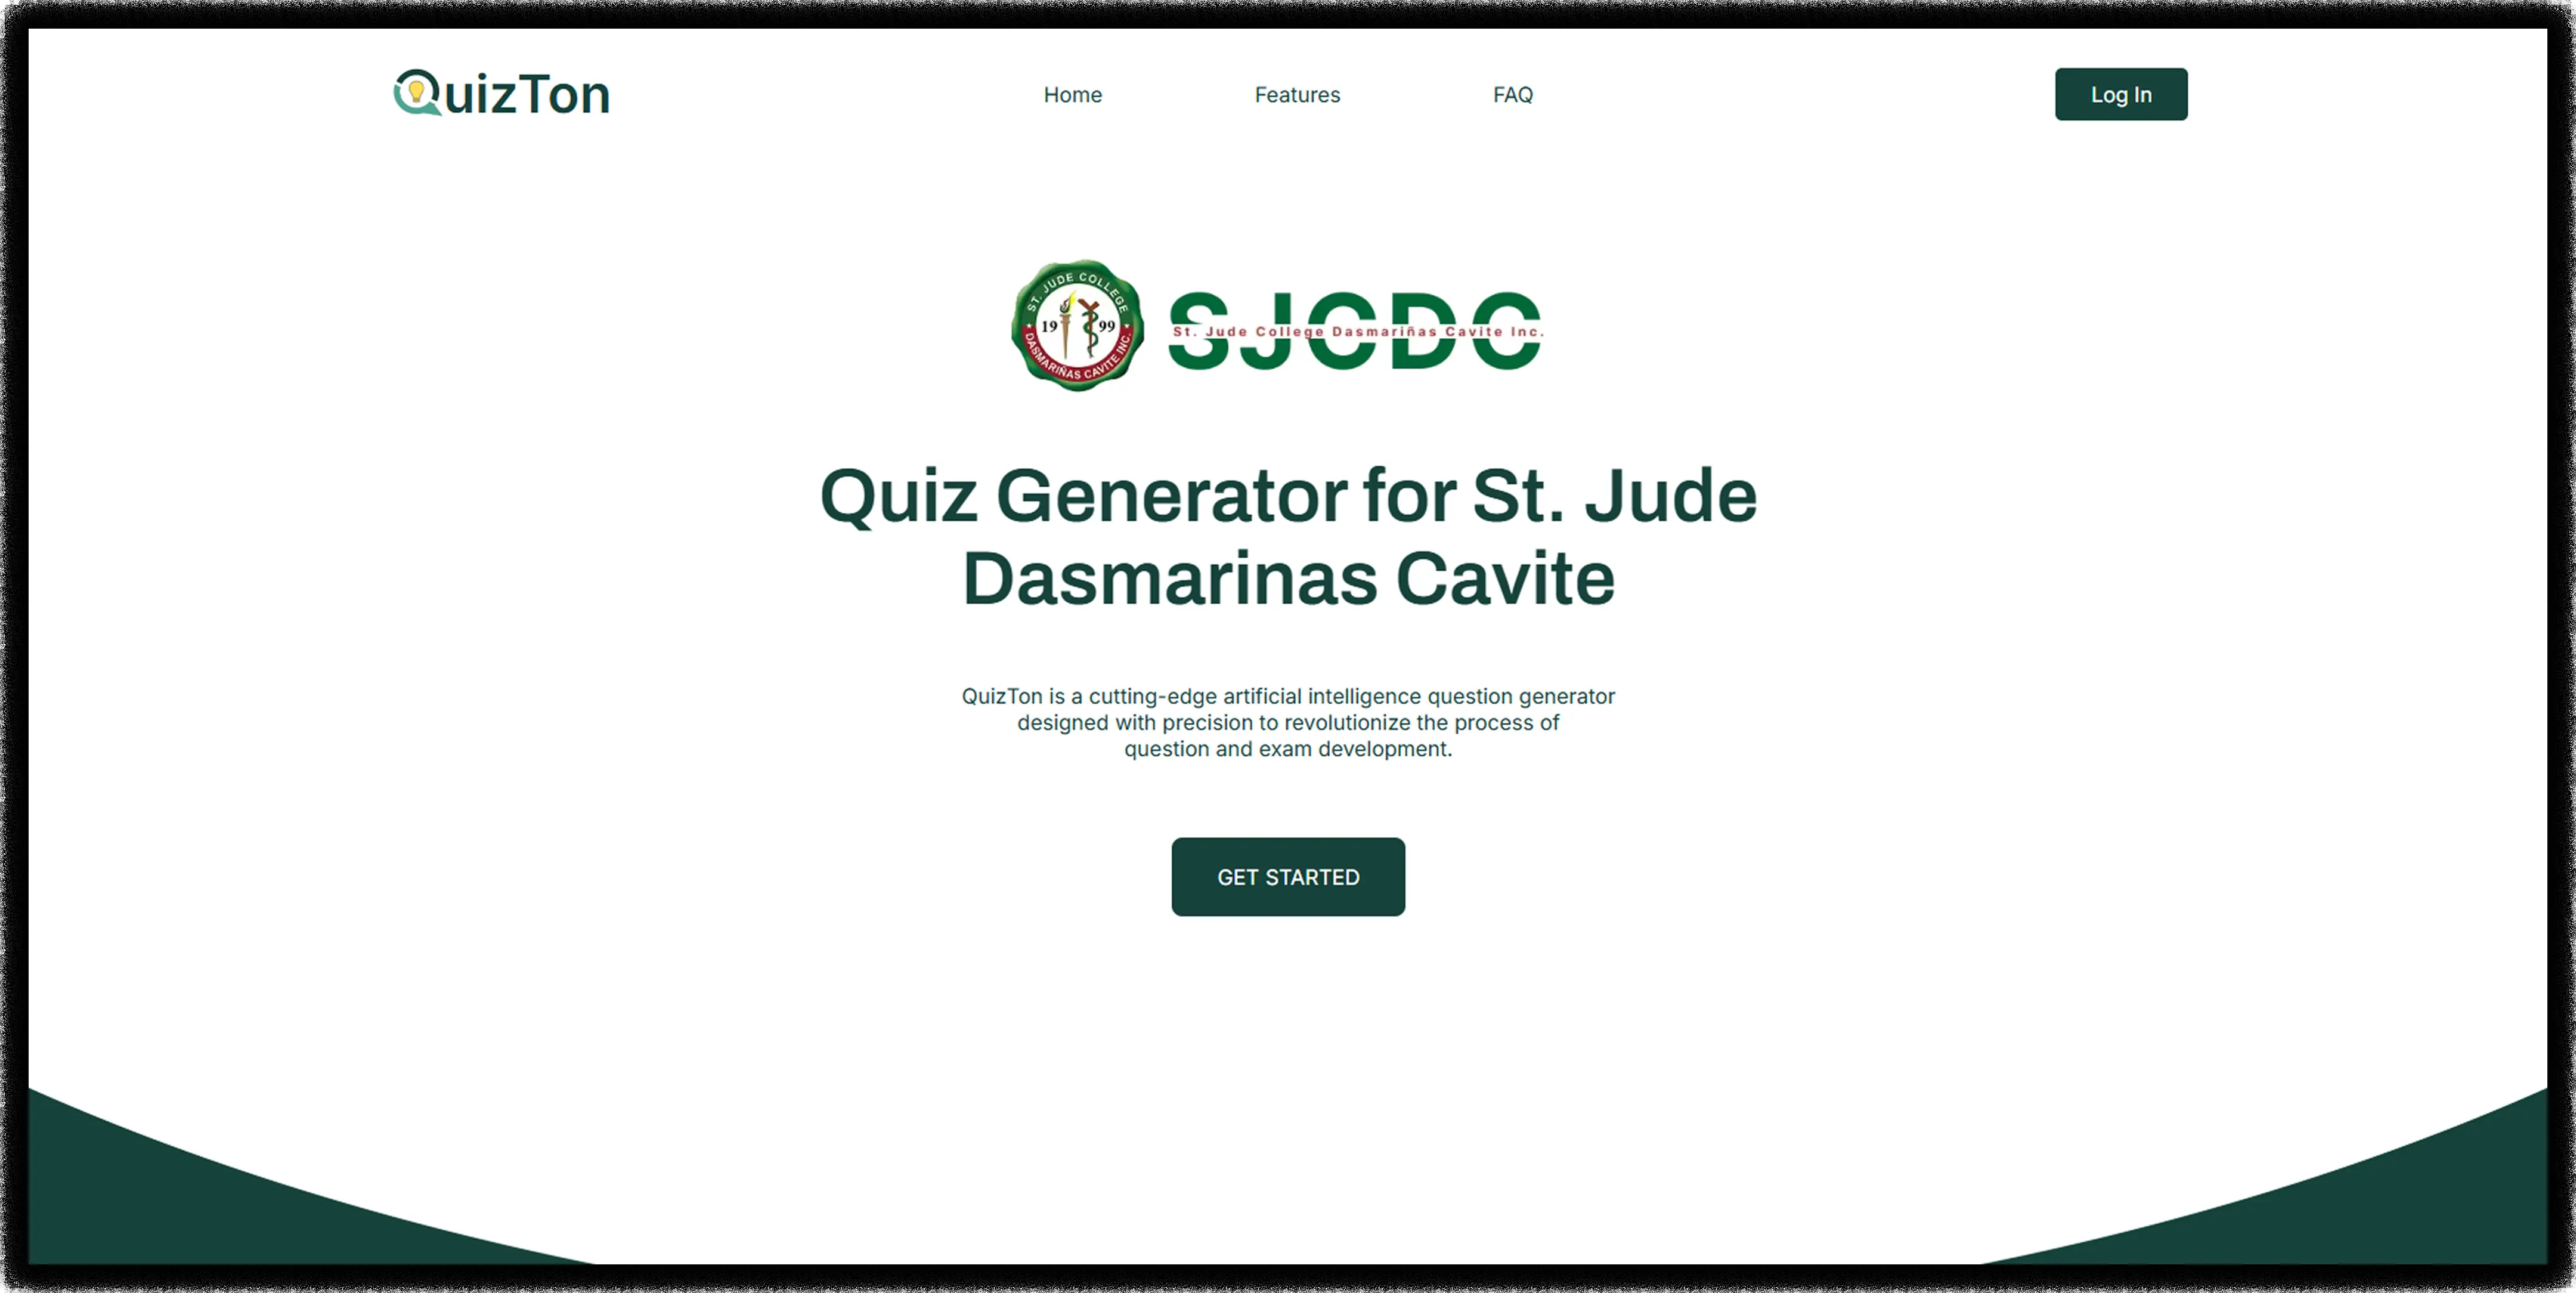 QuizTon
Home
Features
FAQ
Log In
ST. JUDE COLLEGE
19 99
DASMARIÑAS CAVITE INC.
SJCDC
St. Jude College Dasmariñas Cavite Inc.
Quiz Generator for St. Jude
Dasmarinas Cavite
QuizTon is a cutting-edge artificial intelligence question generator
designed with precision to revolutionize the process of
question and exam development.
GET STARTED